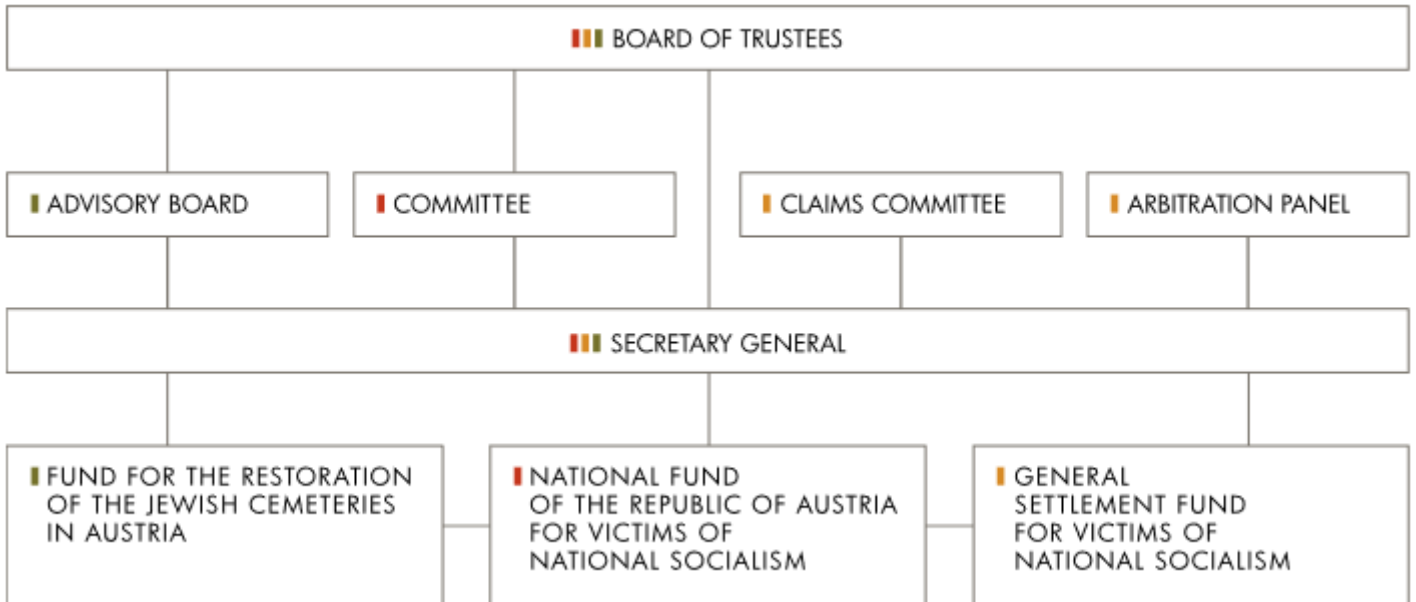 BOARD OF TRUSTEES
ADVISORY BOARD
COMMITTEE
CLAIMS COMMITTEE
ARBITRATION PANEL
SECRETARY GENERAL
FUND FOR THE RESTORATION
OF THE JEWISH CEMETERIES
IN AUSTRIA
NATIONAL FUND
OF THE REPUBLIC OF AUSTRIA
FOR VICTIMS OF
NATIONAL SOCIALISM
GENERAL
SETTLEMENT FUND
FOR VICTIMS OF
NATIONAL SOCIALISM